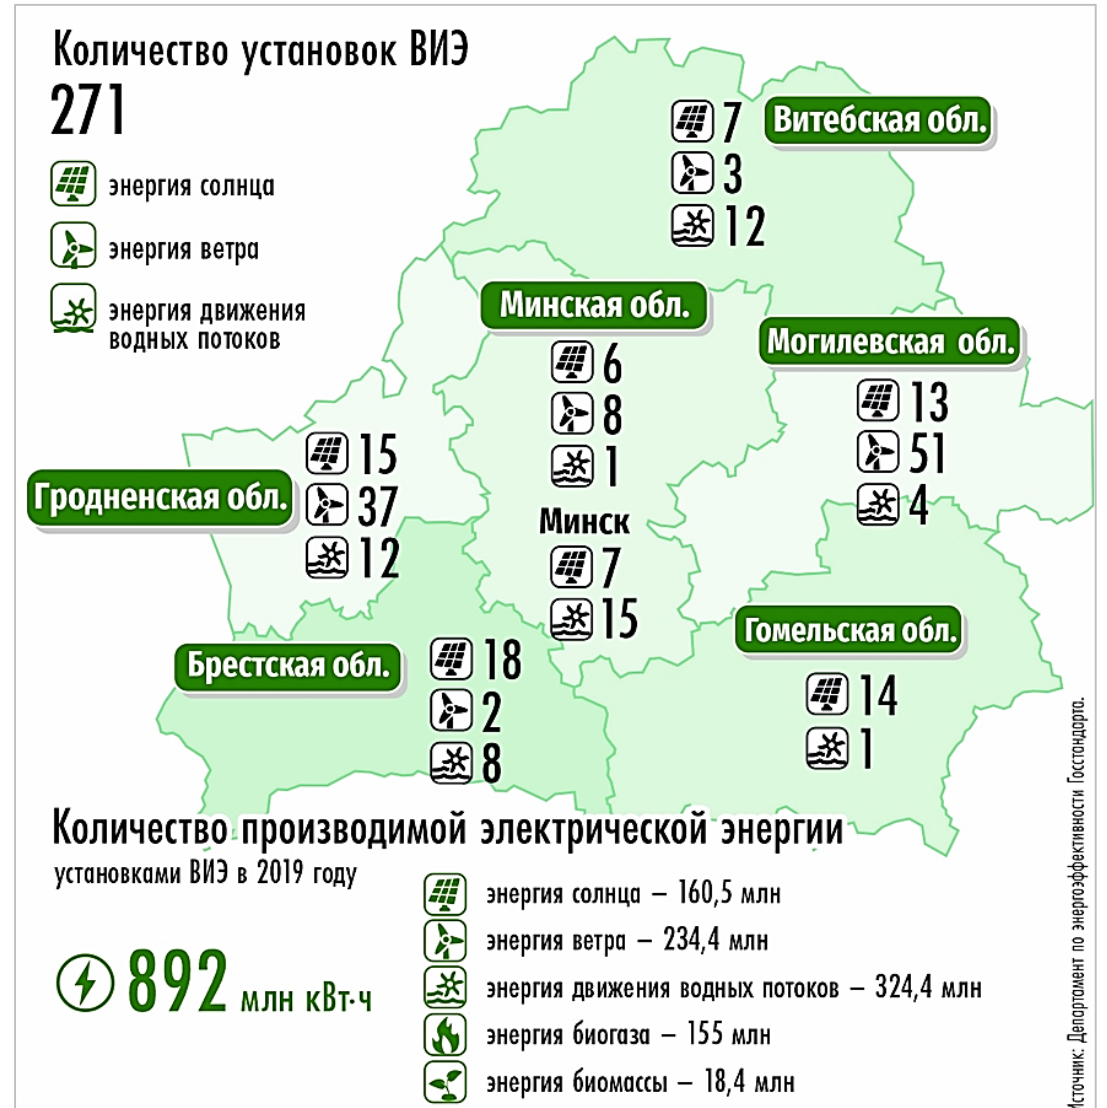 Количество установок ВИЭ
271
энергия солнца
энергия ветра
энергия движения
водных потоков
7
Витебская обл.
3
12
Минская обл.
6
8
1
Минск
7
15
Могилевская обл.
13
51
4
Гродненская обл.
15
37
12
Брестская обл.
18
2
8
Гомельская обл.
14
1
Количество производимой электрической энергии
установками ВИЭ в 2019 году
892 млн кВт·ч
энергия солнца – 160,5 млн
энергия ветра – 234,4 млн
энергия движения водных потоков – 324,4 млн
энергия биогаза – 155 млн
энергия биомассы – 18,4 млн
Источник: Департамент по энергоэффективности Госстандарта.